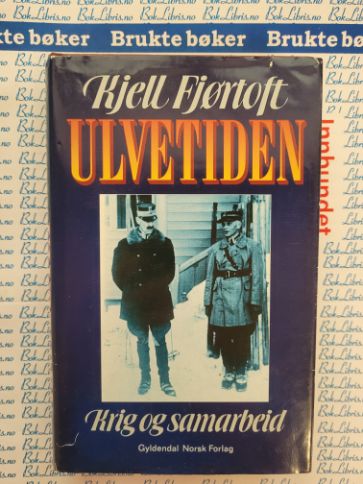 Brukte bøker Brukte bøker Brukte bøker
Kjell Fjørtoft
ULVETIDEN
Innbundet
Krig og samarbeid
Gyldendal Norsk Forlag
BokLibris.no